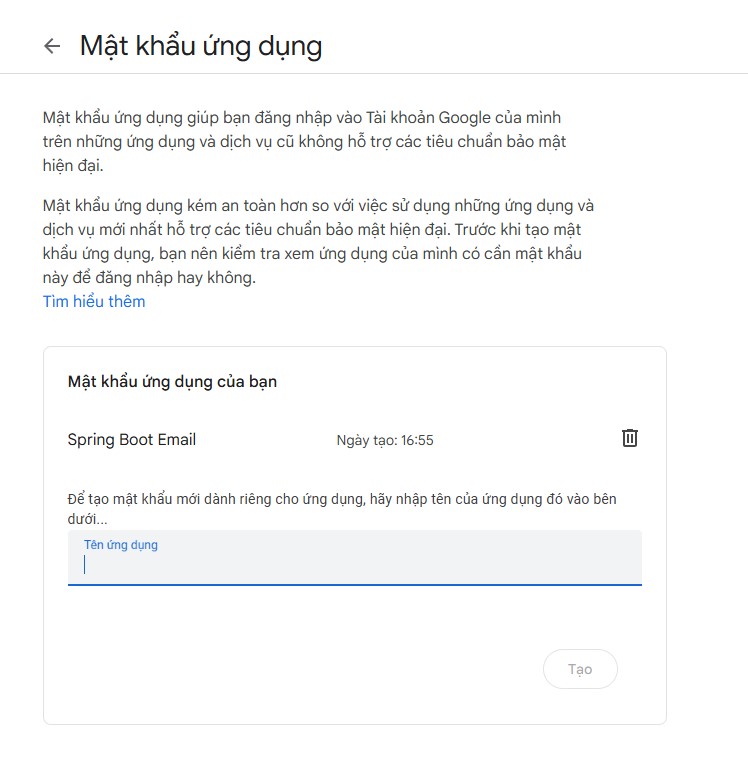 Mật khẩu ứng dụng
Mật khẩu ứng dụng giúp bạn đăng nhập vào Tài khoản Google của mình
trên những ứng dụng và dịch vụ cũ không hỗ trợ các tiêu chuẩn bảo mật
hiện đại.
Mật khẩu ứng dụng kém an toàn hơn so với việc sử dụng những ứng dụng và
dịch vụ mới nhất hỗ trợ các tiêu chuẩn bảo mật hiện đại. Trước khi tạo mật
khẩu ứng dụng, bạn nên kiểm tra xem ứng dụng của mình có cần mật khẩu
này để đăng nhập hay không.
Tìm hiểu thêm
Mật khẩu ứng dụng của bạn
Spring Boot Email Ngày tạo: 16:55
Để tạo mật khẩu mới dành riêng cho ứng dụng, hãy nhập tên của ứng dụng đó vào bên
dưới...
Tên ứng dụng
Tạo